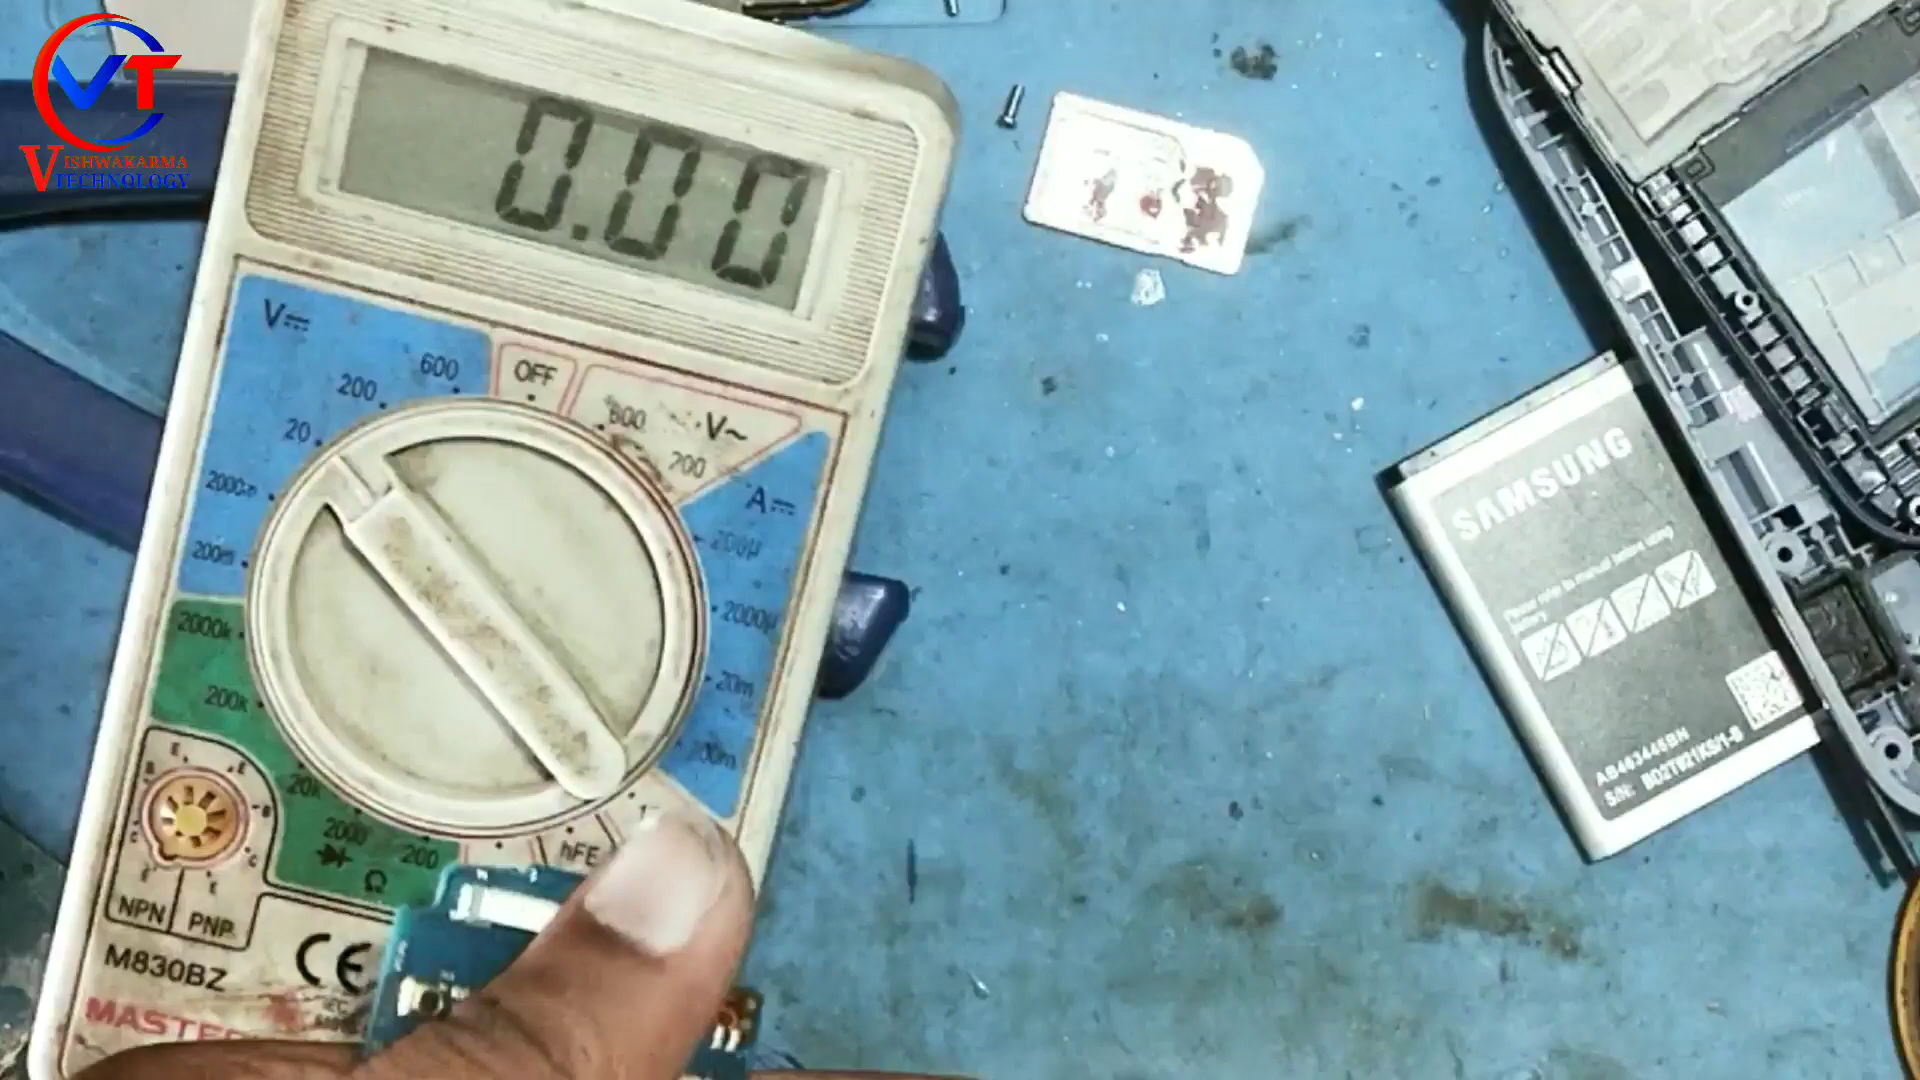 VT
VISHWAKARMA
TECHNOLOGY
0.00
V
OFF
600
200
20
2000m
200m
600
200
V~
A
200µ
2000µ
20m
200m
2000k
200k
20k
2000
200
Ω
hFE
E
E
B
B
C
C
E
E
NPN
PNP
CE
M830BZ
SAMSUNG
AB463446BN
S/N: